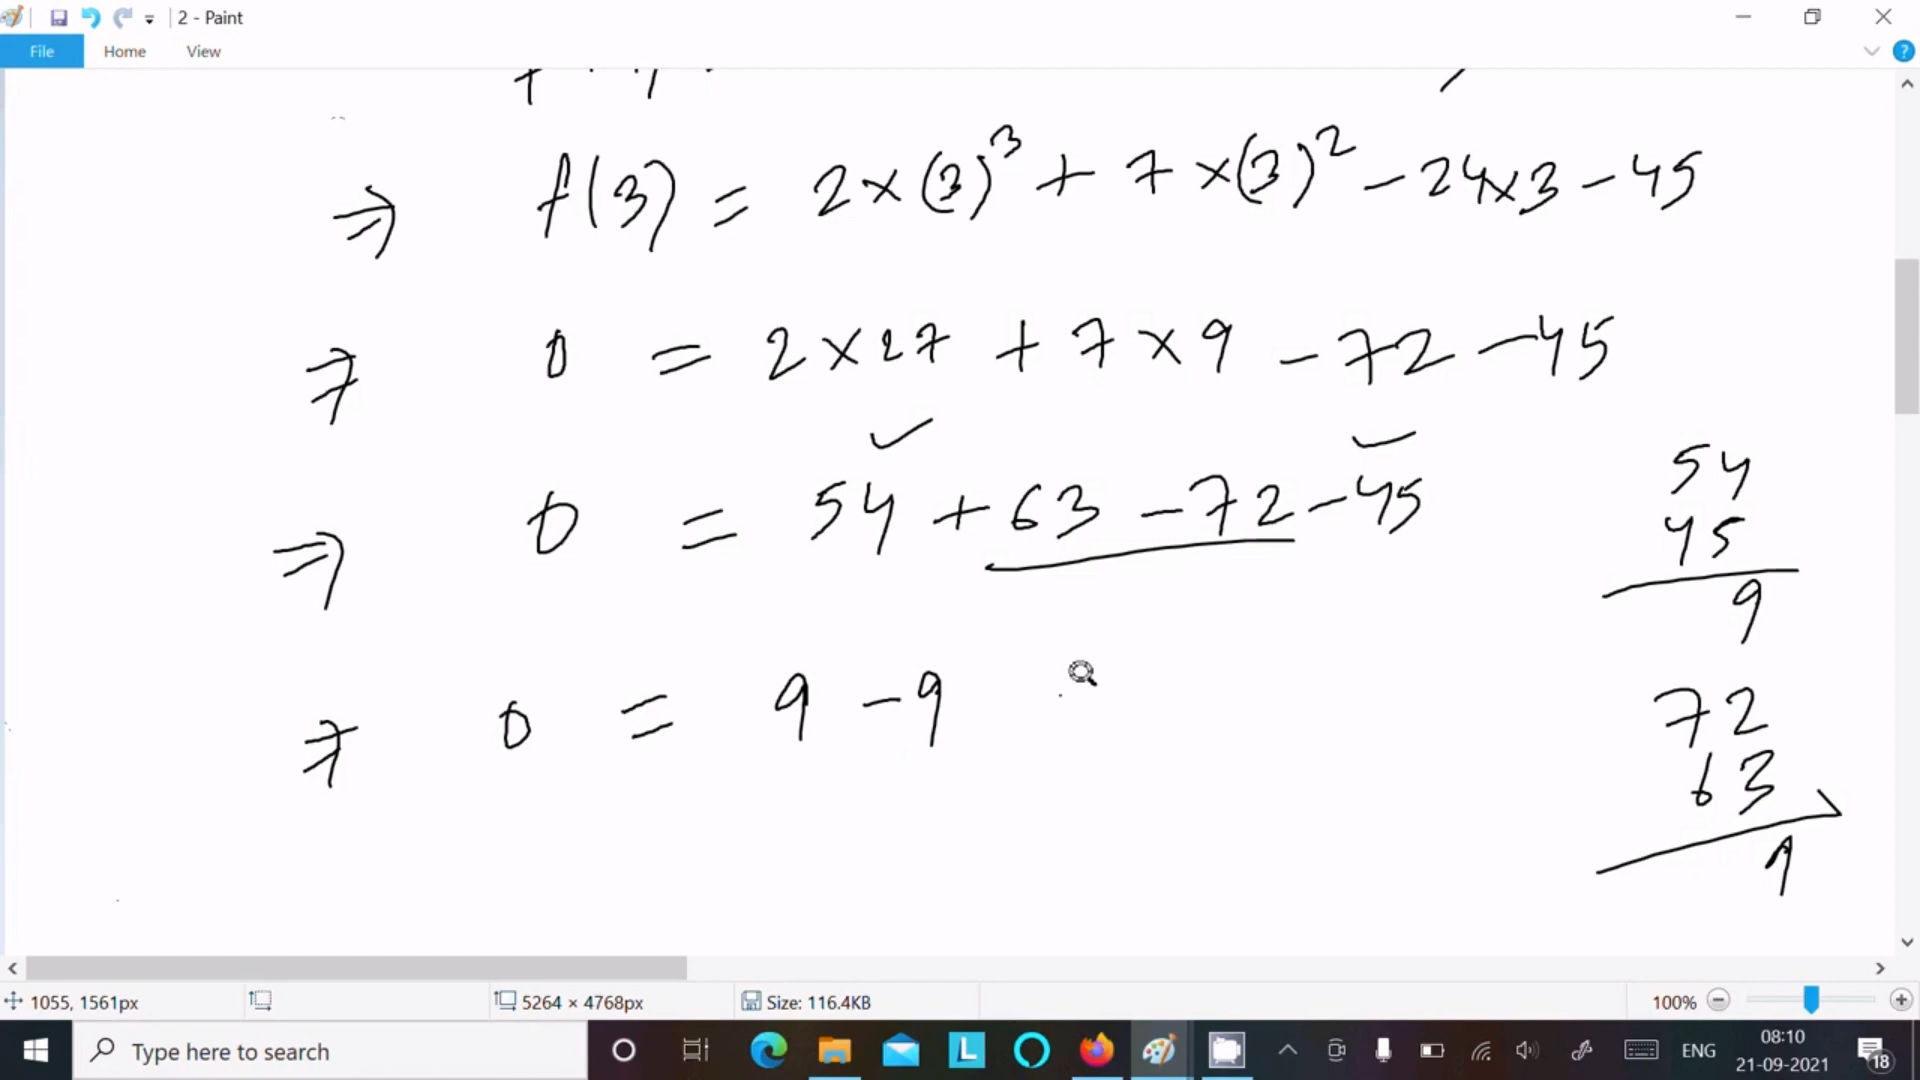 2 - Paint
File Home View
⇒ f(3) = 2×(3)³ + 7×(3)² - 24×3 - 45
⇒ 0 = 2×27 + 7×9 - 72 - 45
⇒ 0 = 54 + 63 - 72 - 45
54
45
9
⇒ 0 = 9 - 9
72
63
9
1055, 1561px 5264 × 4768px Size: 116.4KB 100%
Type here to search L ENG 08:10 18
21-09-2021